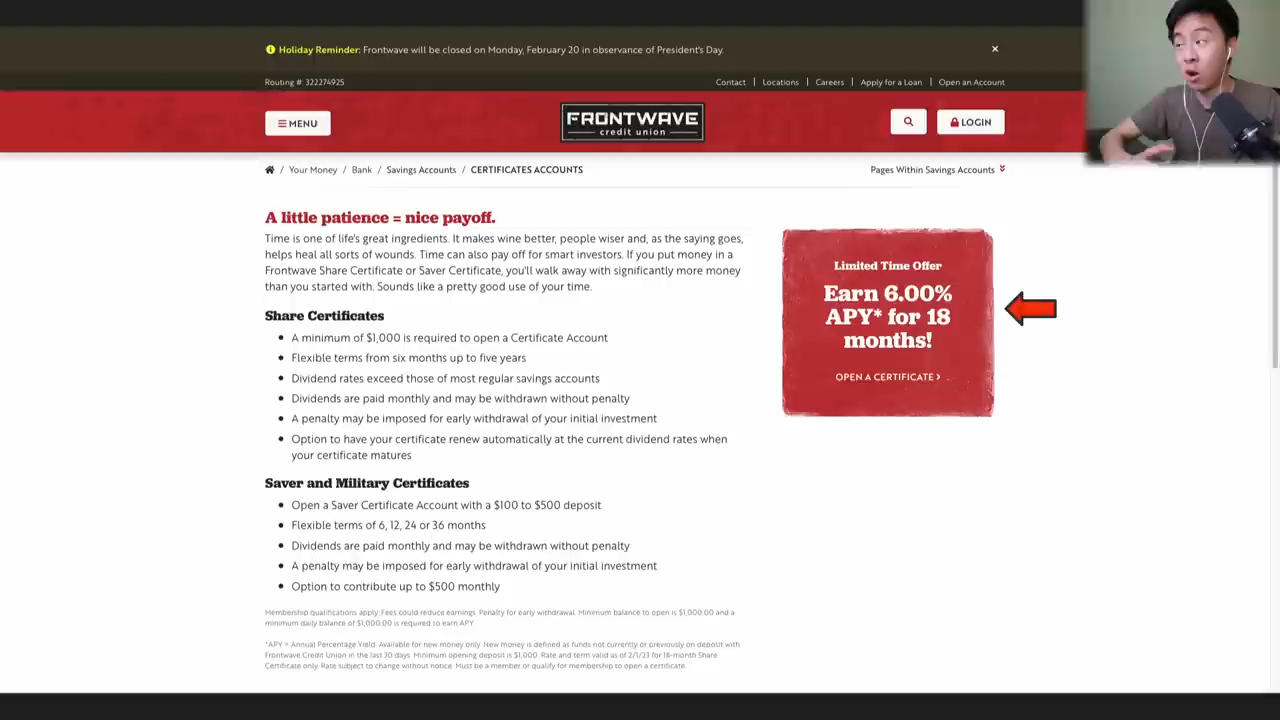 Holiday Reminder: Frontwave will be closed on Monday, February 20 in observance of President's Day.
×
Routing #: 322274925
Contact | Locations | Careers | Apply for a Loan | Open an Account
MENU
FRONTWAVE
credit union
LOGIN
/ Your Money / Bank / Savings Accounts / CERTIFICATES ACCOUNTS
Pages Within Savings Accounts
A little patience = nice payoff.
Time is one of life's great ingredients. It makes wine better, people wiser and, as the saying goes,
helps heal all sorts of wounds. Time can also pay off for smart investors. If you put money in a
Frontwave Share Certificate or Saver Certificate, you'll walk away with significantly more money
than you started with. Sounds like a pretty good use of your time.
Share Certificates
• A minimum of $1,000 is required to open a Certificate Account
• Flexible terms from six months up to five years
• Dividend rates exceed those of most regular savings accounts
• Dividends are paid monthly and may be withdrawn without penalty
• A penalty may be imposed for early withdrawal of your initial investment
• Option to have your certificate renew automatically at the current dividend rates when
your certificate matures
Saver and Military Certificates
• Open a Saver Certificate Account with a $100 to $500 deposit
• Flexible terms of 6, 12, 24 or 36 months
• Dividends are paid monthly and may be withdrawn without penalty
• A penalty may be imposed for early withdrawal of your initial investment
• Option to contribute up to $500 monthly
Membership qualifications apply. Fees could reduce earnings. Penalty for early withdrawal. Minimum balance to open is $1,000.00 and a
minimum daily balance of $1,000.00 is required to earn APY
*APY = Annual Percentage Yield. Available for new money only. New money is defined as funds not currently or previously on deposit with
Frontwave Credit Union in the last 30 days. Minimum opening deposit is $1,000. Rate and term valid as of 2/1/23 for 18-month Share
Certificate only. Rate subject to change without notice. Must be a member or qualify for membership to open a certificate.
Limited Time Offer
Earn 6.00%
APY* for 18
months!
OPEN A CERTIFICATE ›